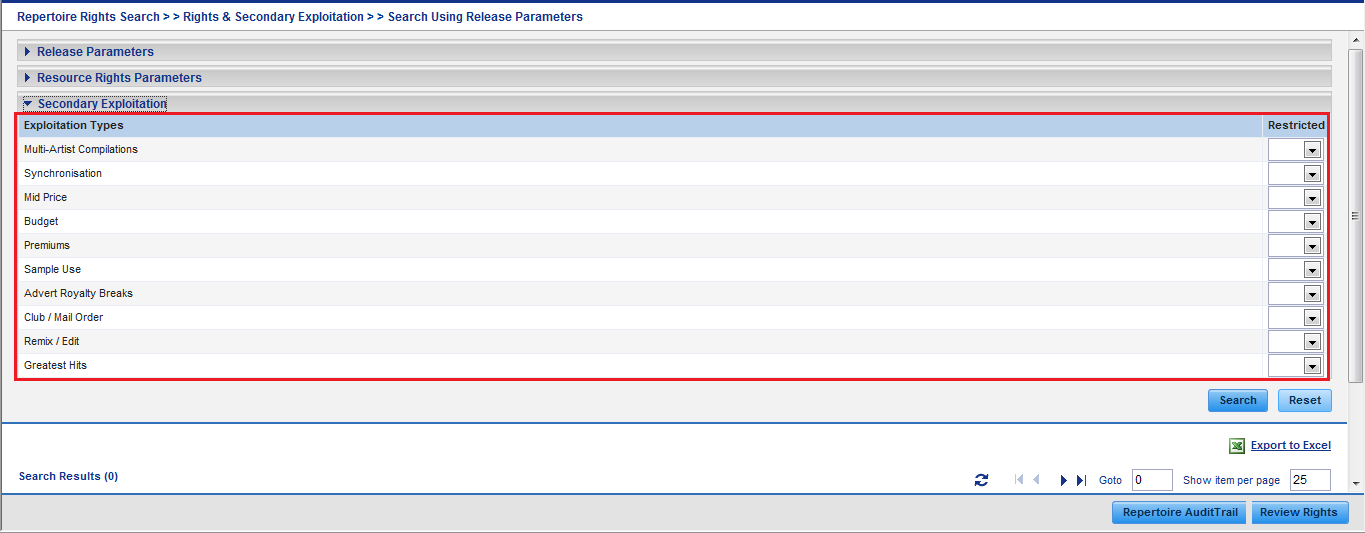 Repertoire Rights Search > > Rights & Secondary Exploitation > > Search Using Release Parameters
Release Parameters
Resource Rights Parameters
Secondary Exploitation
Exploitation Types Restricted
Multi-Artist Compilations
Synchronisation
Mid Price
Budget
Premiums
Sample Use
Advert Royalty Breaks
Club / Mail Order
Remix / Edit
Greatest Hits
Search Reset
Export to Excel
Search Results (0) Goto 0 Show item per page 25
Repertoire AuditTrail Review Rights